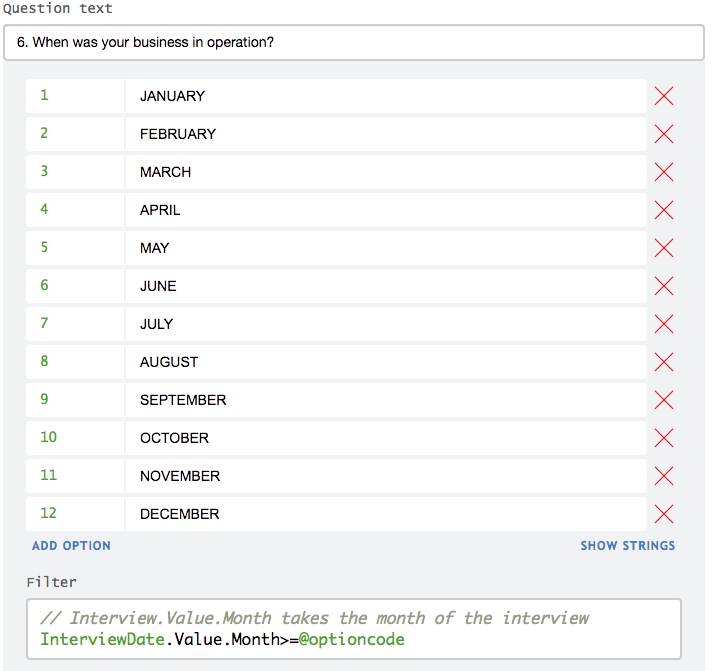 Question text
6. When was your business in operation?
1 JANUARY
2 FEBRUARY
3 MARCH
4 APRIL
5 MAY
6 JUNE
7 JULY
8 AUGUST
9 SEPTEMBER
10 OCTOBER
11 NOVEMBER
12 DECEMBER
ADD OPTION SHOW STRINGS
Filter
// Interview.Value.Month takes the month of the interview
InterviewDate.Value.Month>=@optioncode